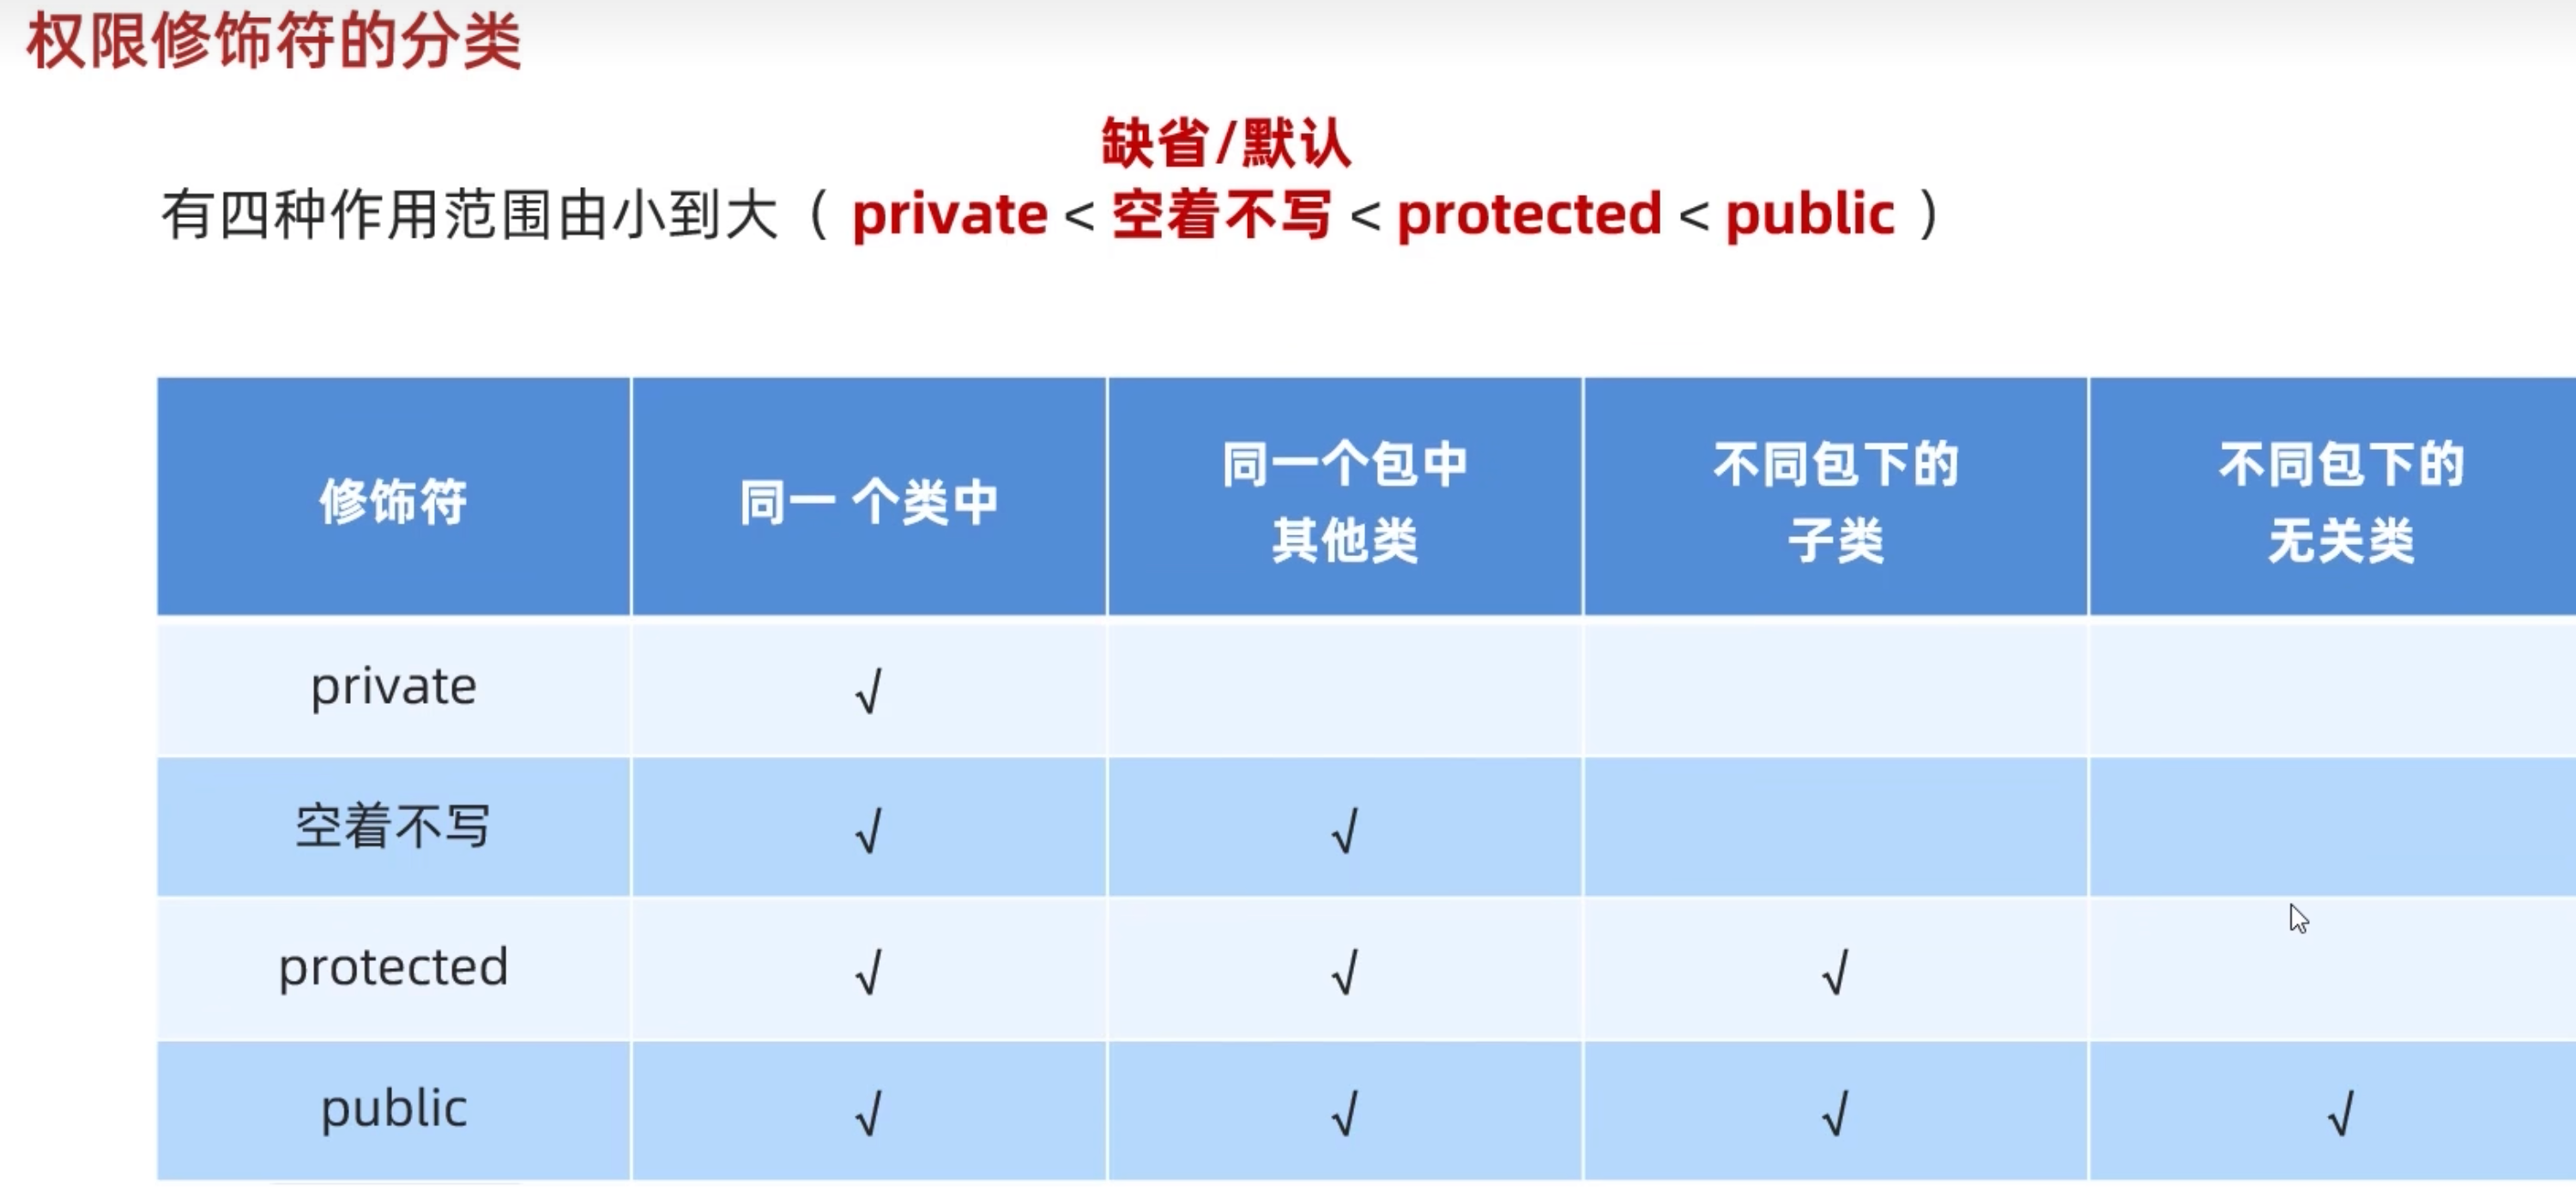 权限修饰符的分类
缺省/默认
有四种作用范围由小到大（ private < 空着不写 < protected < public ）
修饰符 同一 个类中 同一个包中其他类 不同包下的子类 不同包下的无关类
private √
空着不写 √ √
protected √ √ √
public √ √ √ √